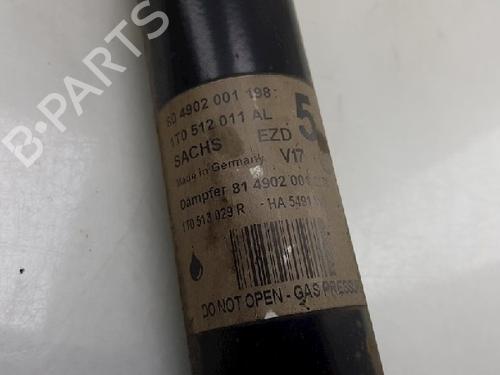 80 4902 001 198
1T0 512 011 AL
SACHS EZD 5
Made in Germany V17
Dämpfer 81 4902 001
1T0 513 029 R HA 5491
DO NOT OPEN - GAS PRESSU
B-Parts